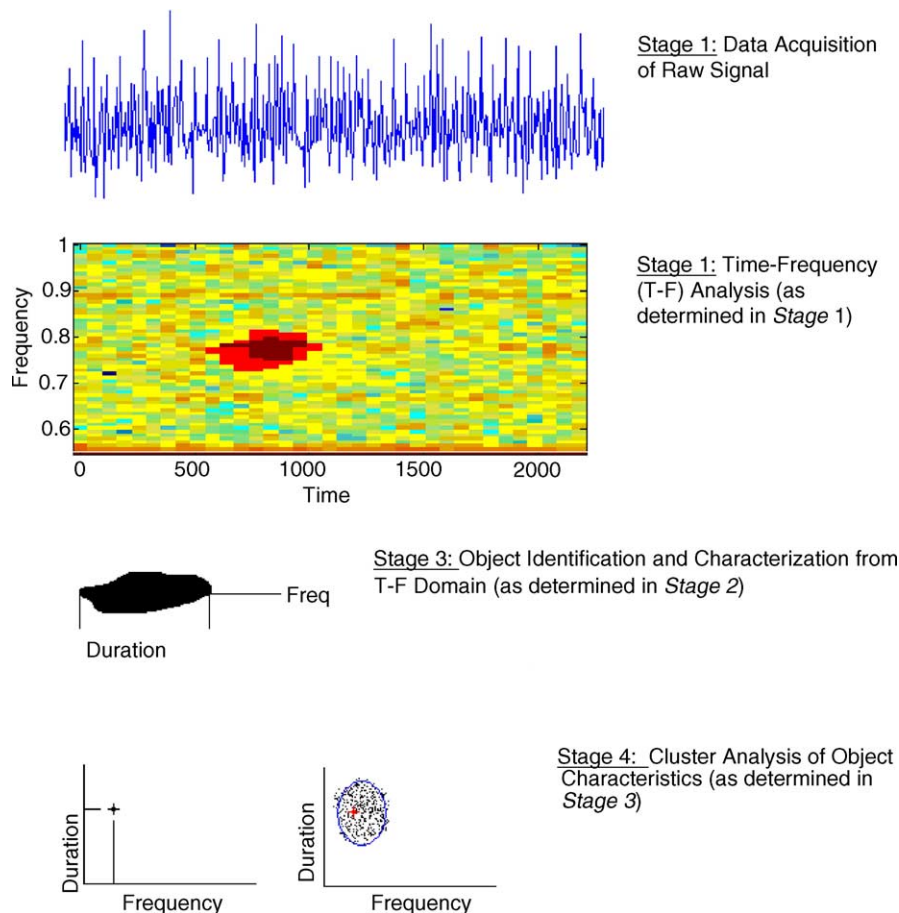 Stage 1: Data Acquisition
of Raw Signal
Stage 1: Time-Frequency
(T-F) Analysis (as
determined in Stage 1)
Frequency
1
0.9
0.8
0.7
0.6
0
500
1000
1500
2000
Time
Stage 3: Object Identification and Characterization from
T-F Domain (as determined in Stage 2)
Freq
Duration
Stage 4: Cluster Analysis of Object
Characteristics (as determined in
Stage 3)
Duration
Frequency
Duration
Frequency